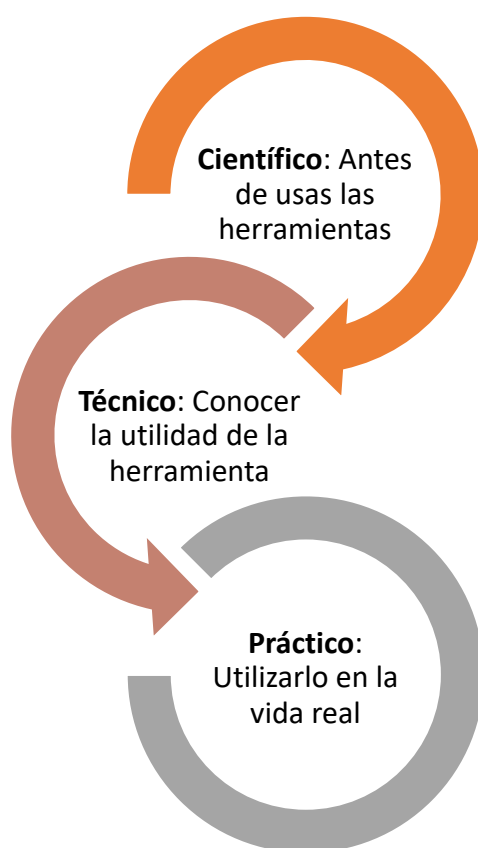 Científico: Antes
de usas las
herramientas
Técnico: Conocer
la utilidad de la
herramienta
Práctico:
Utilizarlo en la
vida real